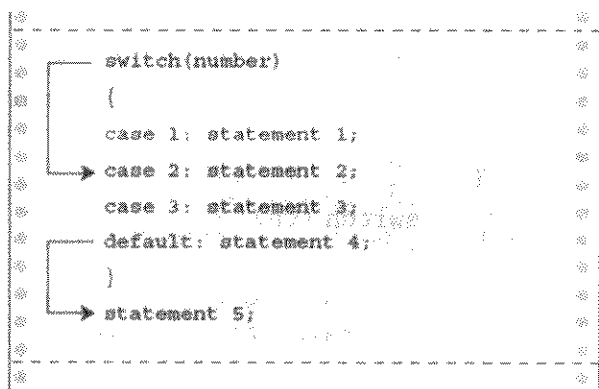 switch(number)
{
case 1: statement 1;
case 2: statement 2;
case 3: statement 3;
default: statement 4;
}
statement 5;